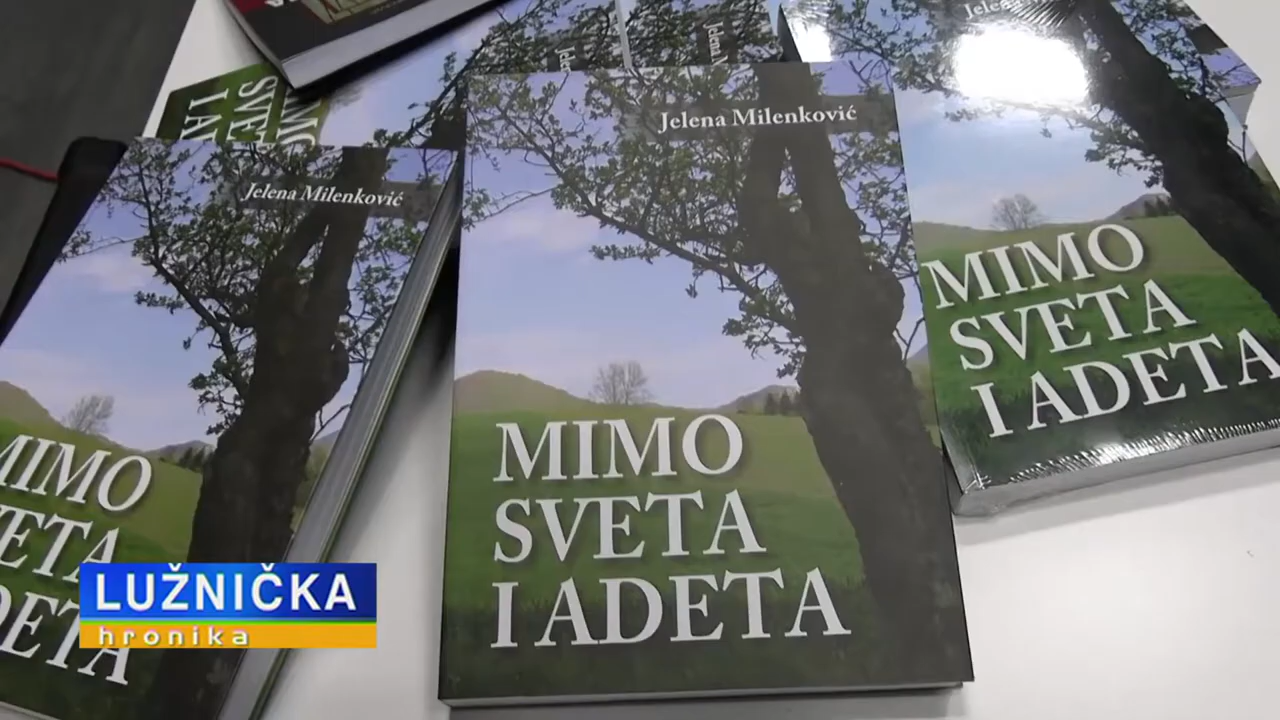 Jelena Milenković
MIMO
SVETA
I ADETA
Jelena Milenković
MIMO
SVETA
I ADETA
MIMO
SVETA
I ADETA
LUŽNIČKA
hronika